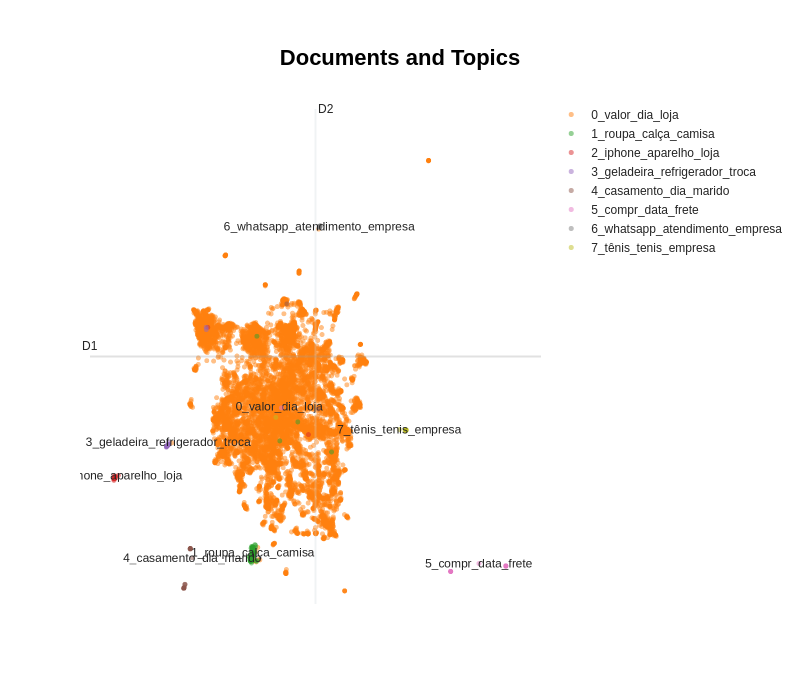 Documents and Topics
D2
0_valor_dia_loja
1_roupa_calça_camisa
2_iphone_aparelho_loja
3_geladeira_refrigerador_troca
4_casamento_dia_marido
5_compr_data_frete
6_whatsapp_atendimento_empresa
7_tênis_tenis_empresa
6_whatsapp_atendimento_empresa
D1
0_valor_dia_loja
7_tênis_tenis_empresa
3_geladeira_refrigerador_troca
hone_aparelho_loja
1_roupa_calça_camisa
4_casamento_dia_marido
5_compr_data_frete